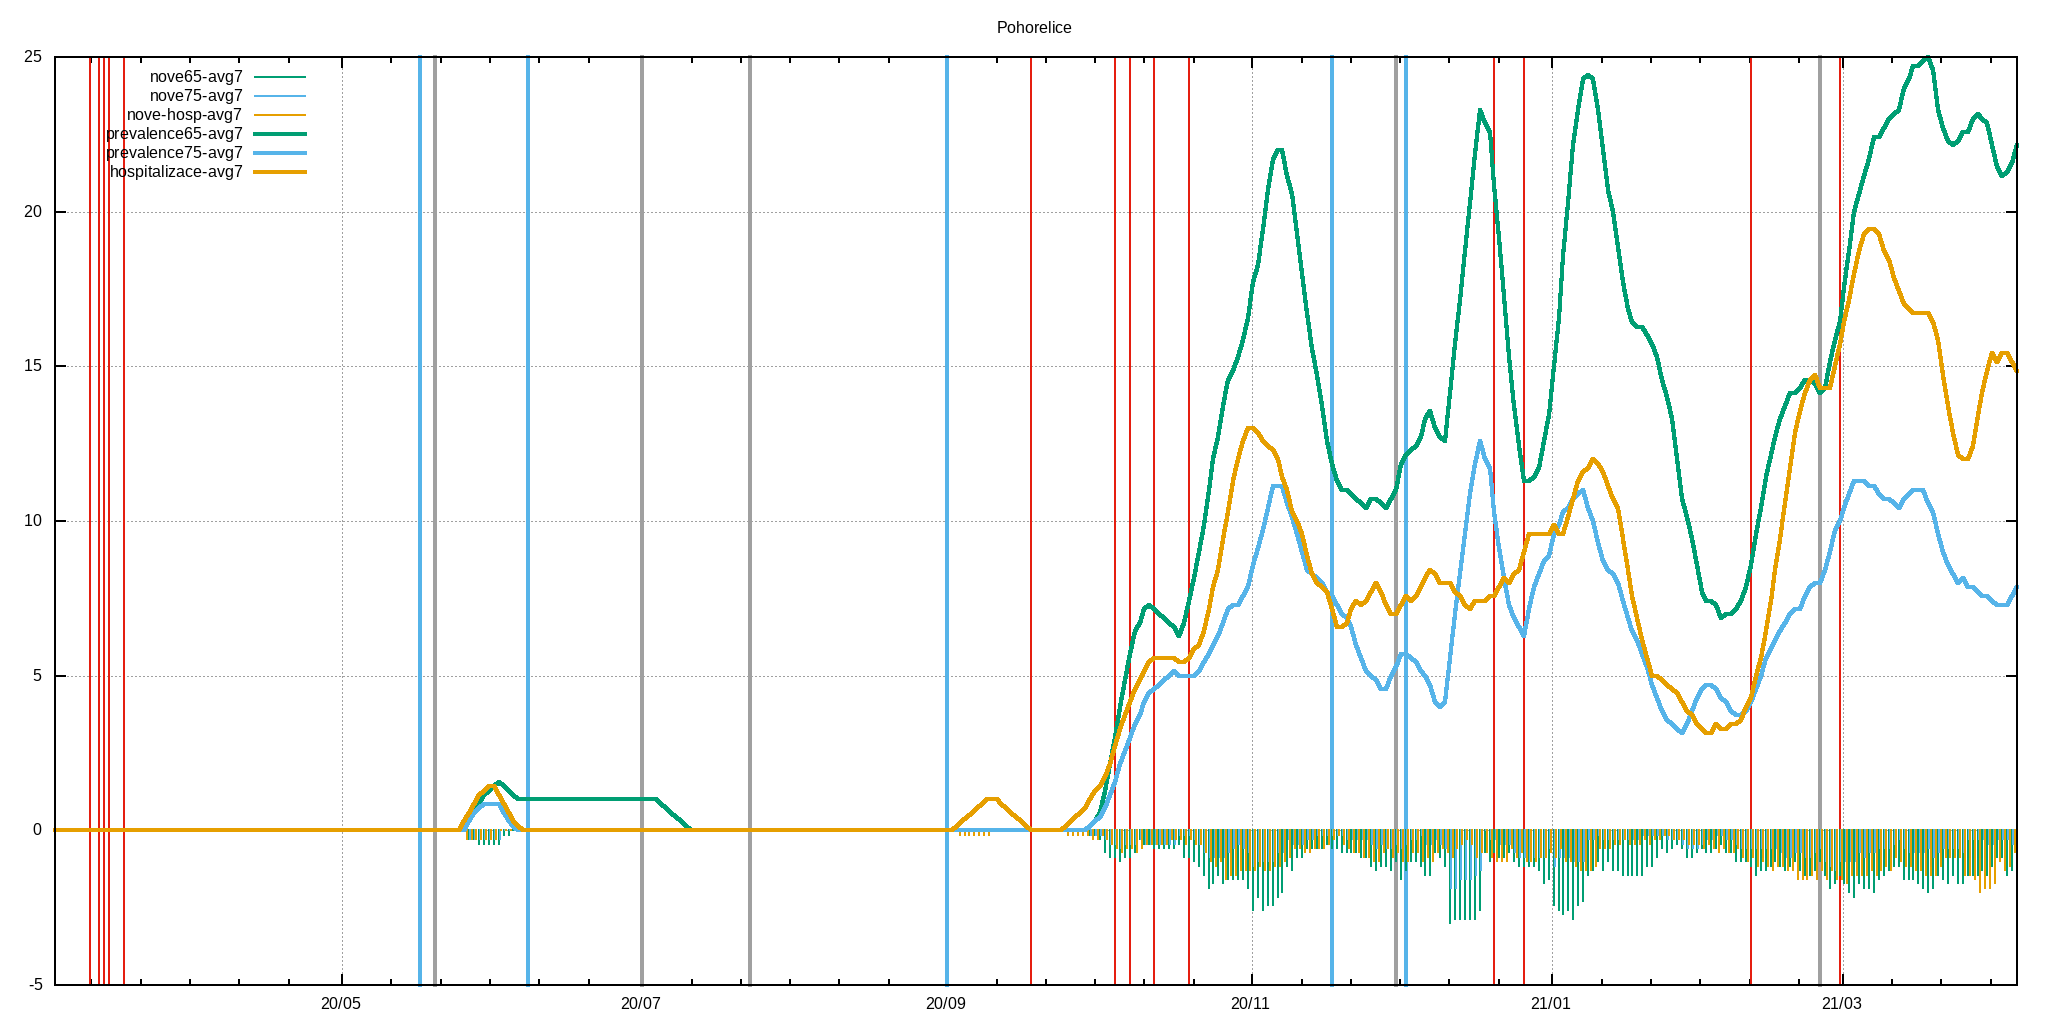 Pohorelice
25
nove65-avg7
nove75-avg7
nove-hosp-avg7
prevalence65-avg7
prevalence75-avg7
hospitalizace-avg7
20
15
10
5
0
-5
20/05 20/07 20/09 20/11 21/01 21/03